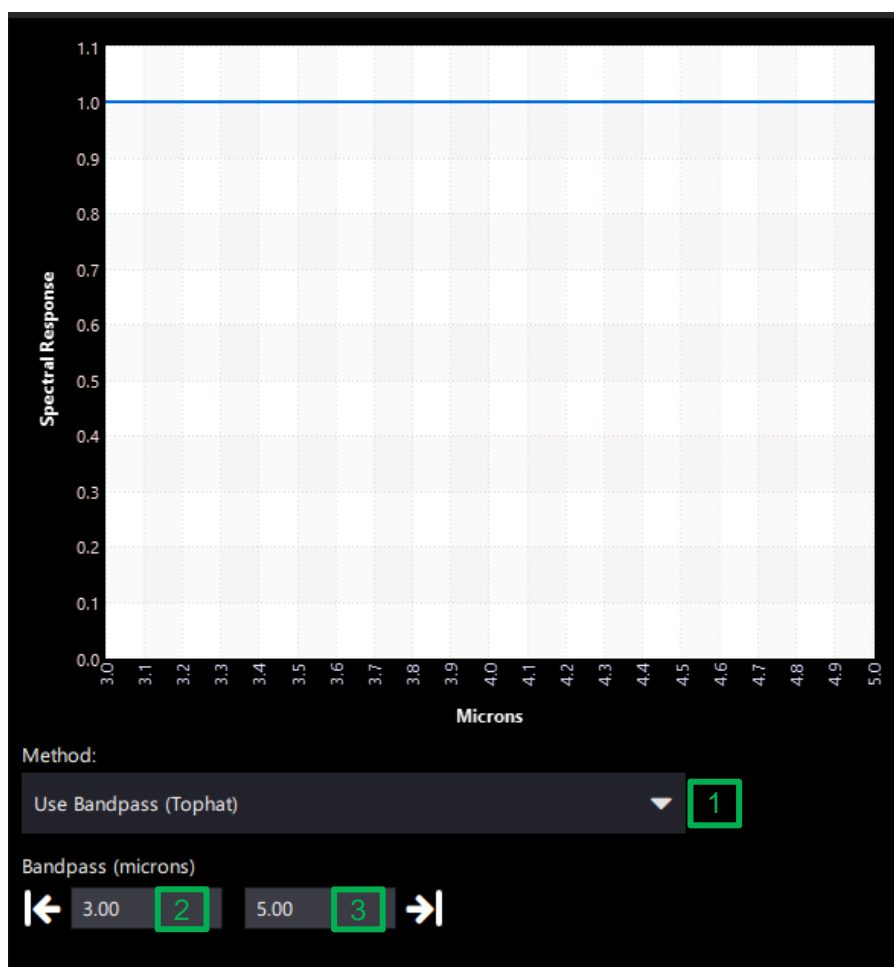 1.1
1.0
0.9
0.8
0.7
0.6
0.5
0.4
0.3
0.2
0.1
0.0
Spectral Response
3.0 3.1 3.2 3.3 3.4 3.5 3.6 3.7 3.8 3.9 4.0 4.1 4.2 4.3 4.4 4.5 4.6 4.7 4.8 4.9 5.0
Microns
Method:
Use Bandpass (Tophat) 1
Bandpass (microns)
3.00 2 5.00 3